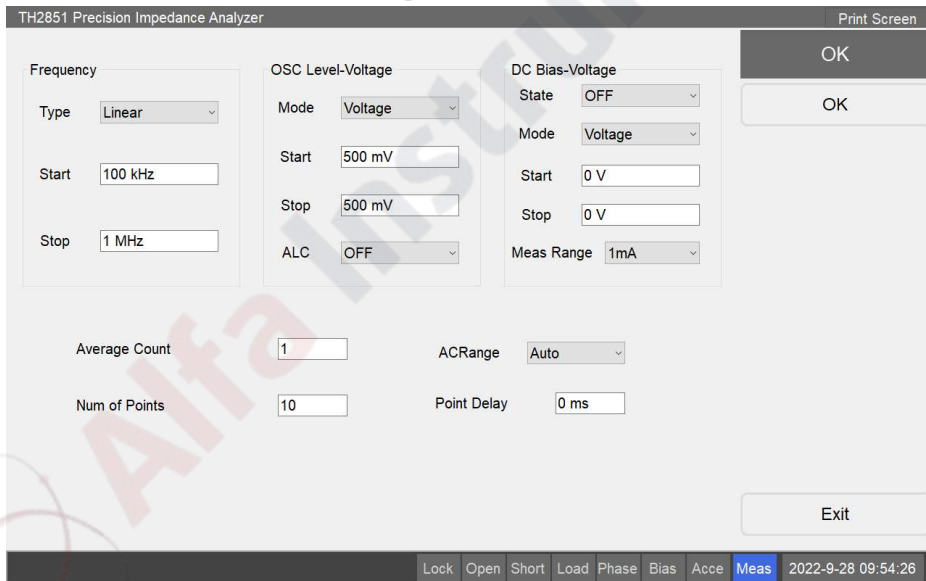 TH2851 Precision Impedance Analyzer
Print Screen
Frequency
Type Linear
Start 100 kHz
Stop 1 MHz
OSC Level-Voltage
Mode Voltage
Start 500 mV
Stop 500 mV
ALC OFF
DC Bias-Voltage
State OFF
Mode Voltage
Start 0 V
Stop 0 V
Meas Range 1mA
OK
OK
Average Count 1
ACRange Auto
Num of Points 10
Point Delay 0 ms
Exit
Lock Open Short Load Phase Bias Acce Meas 2022-9-28 09:54:26